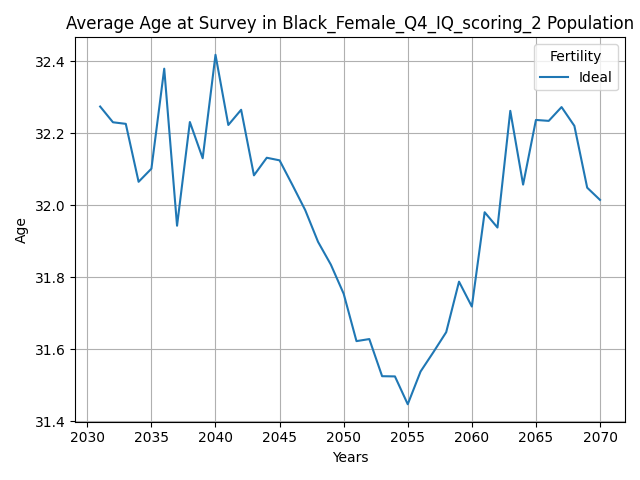 Average Age at Survey in Black_Female_Q4_IQ_scoring_2 Population
Fertility
Ideal
32.4
32.2
32.0
31.8
31.6
31.4
Age
2030 2035 2040 2045 2050 2055 2060 2065 2070
Years